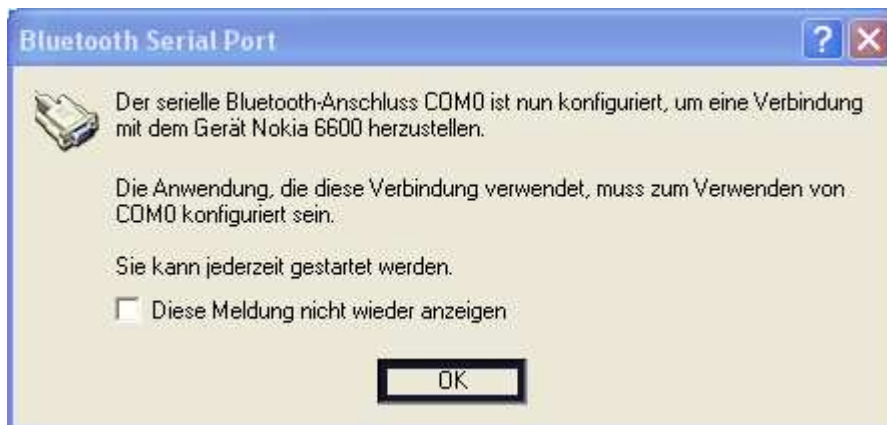 Bluetooth Serial Port
Der serielle Bluetooth-Anschluss COM0 ist nun konfiguriert, um eine Verbindung
mit dem Gerät Nokia 6600 herzustellen.
Die Anwendung, die diese Verbindung verwendet, muss zum Verwenden von
COM0 konfiguriert sein.
Sie kann jederzeit gestartet werden.
Diese Meldung nicht wieder anzeigen
OK